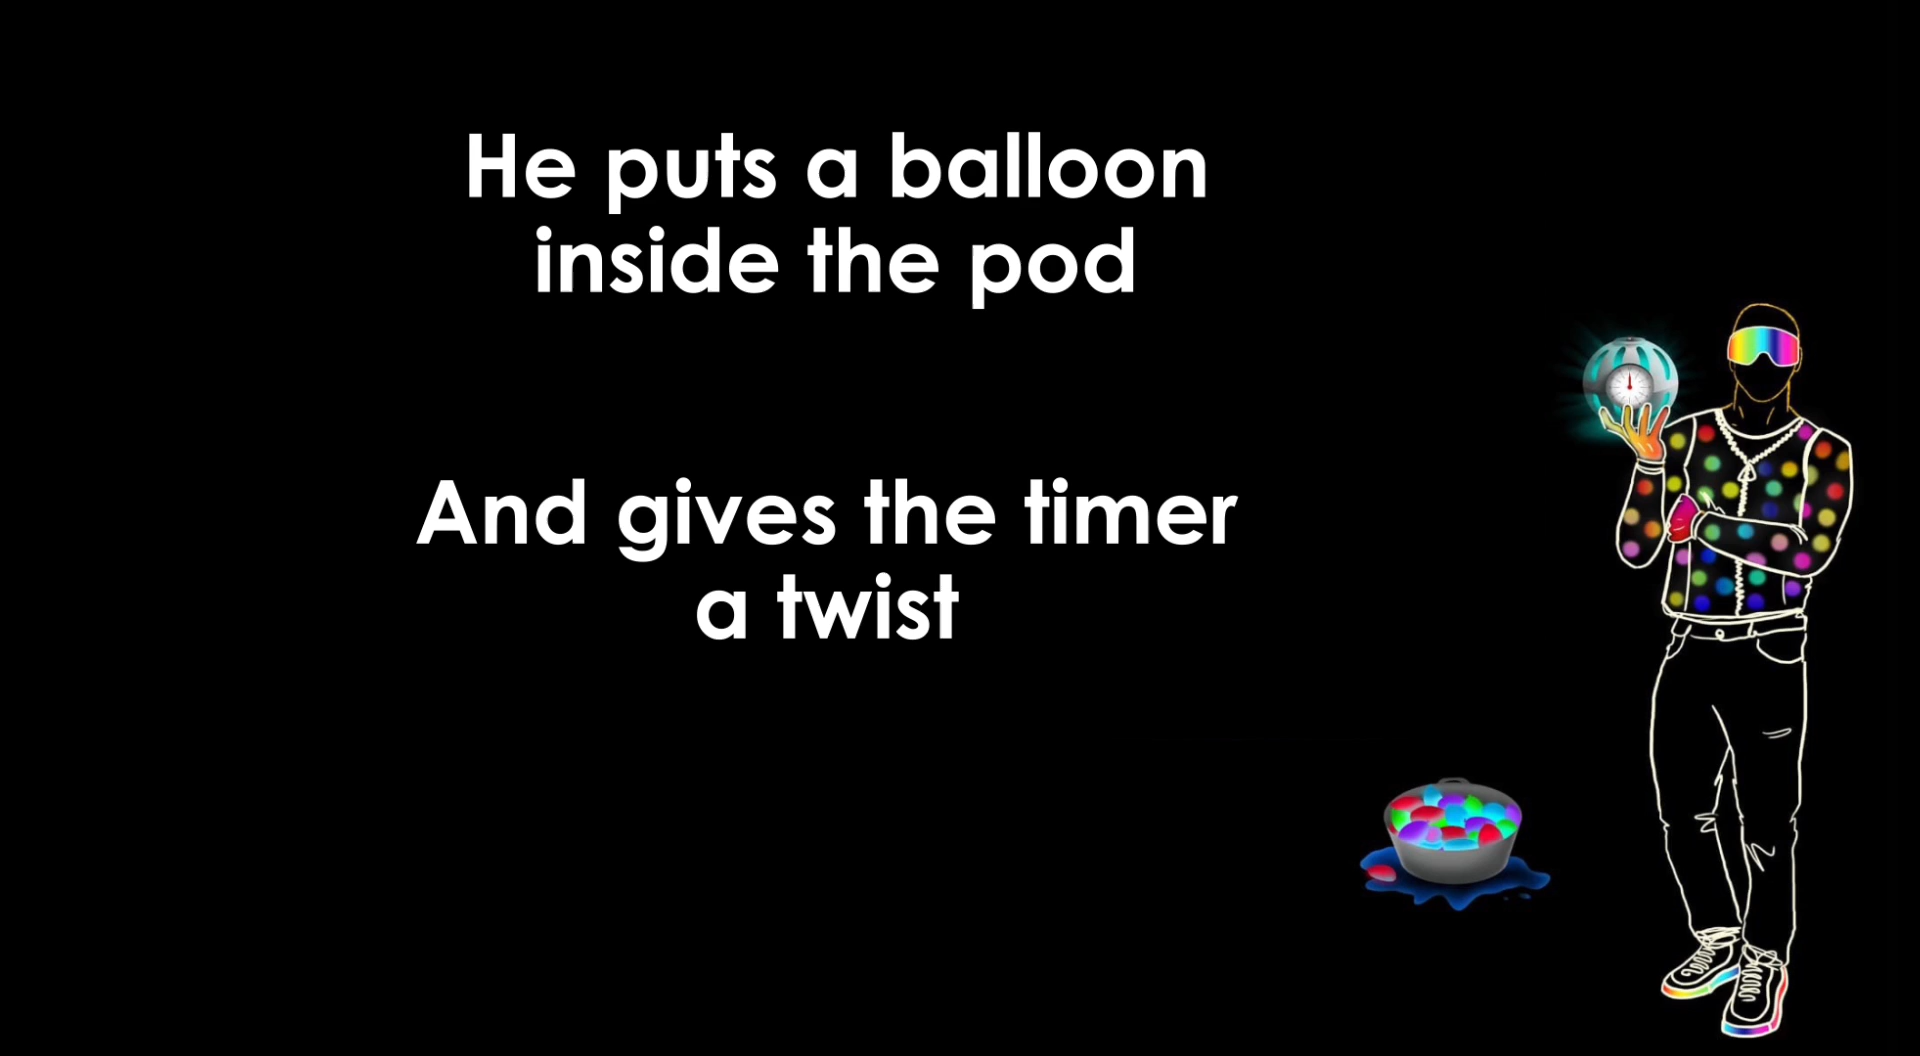 He puts a balloon
inside the pod
And gives the timer
a twist